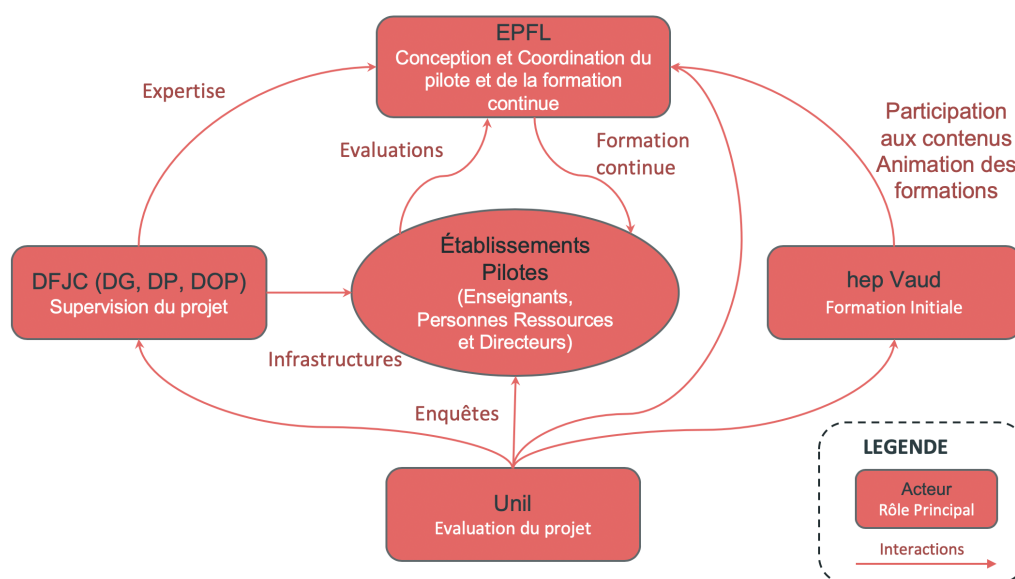 EPFL
Conception et Coordination du
pilote et de la formation
continue
Expertise
Evaluations
Formation
continue
Participation
aux contenus
Animation des
formations
DFJC (DG, DP, DOP)
Supervision du projet
Établissements
Pilotes
(Enseignants,
Personnes Ressources
et Directeurs)
hep Vaud
Formation Initiale
Infrastructures
Enquêtes
Unil
Evaluation du projet
LEGENDE
Acteur
Rôle Principal
Interactions